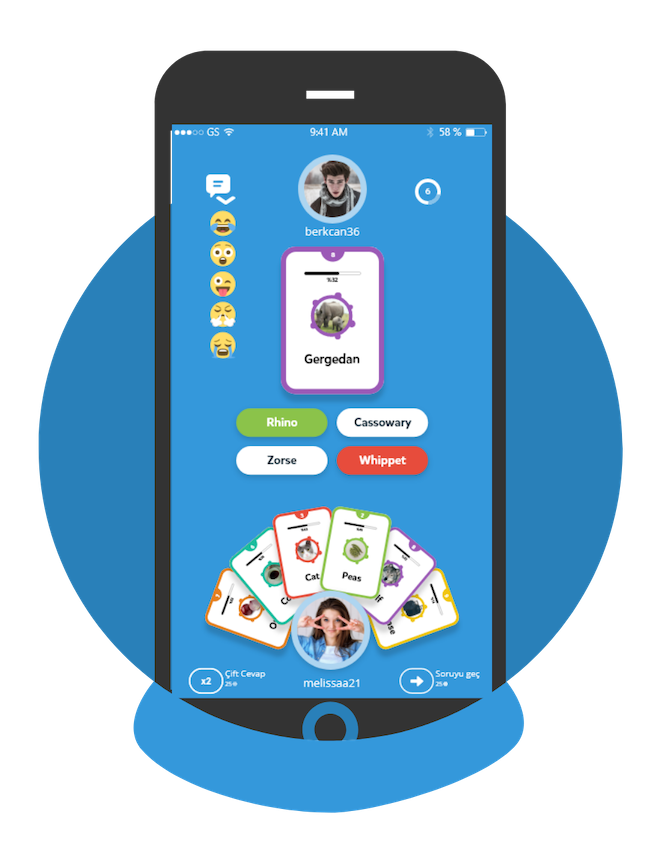 GS 9:41 AM 58 %
6
berkcan36
8
%32
Gergedan
Rhino Cassowary
Zorse Whippet
Cat
Peas
x2
Çift Cevap
25
Soruyu geç
25
melissaa21